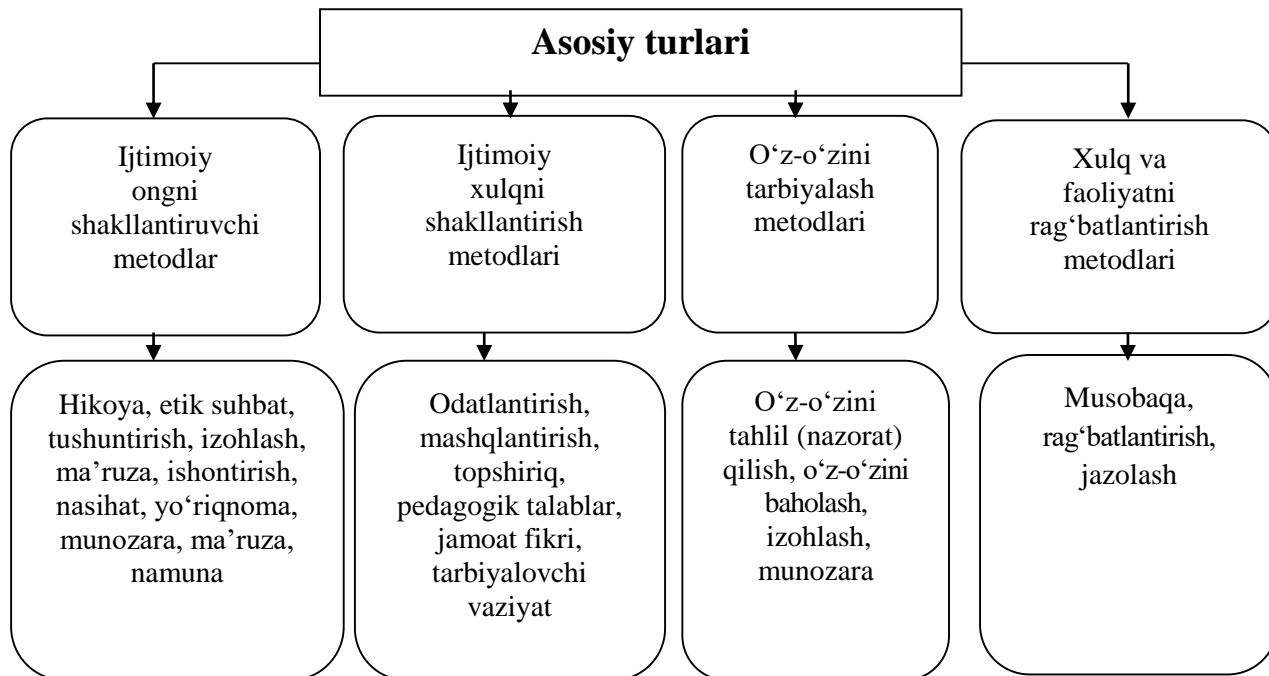 Asosiy turlari
Ijtimoiy
ongni
shakllantiruvchi
metodlar
Ijtimoiy
xulqni
shakllantirish
metodlari
O‘z-o‘zini
tarbiyalash
metodlari
Xulq va
faoliyatni
rag‘batlantirish
metodlari
Hikoya, etik suhbat,
tushuntirish, izohlash,
ma’ruza, ishontirish,
nasihat, yo‘riqnoma,
munozara, ma’ruza,
namuna
Odatlantirish,
mashqlantirish,
topshiriq,
pedagogik talablar,
jamoat fikri,
tarbiyalovchi
vaziyat
O‘z-o‘zini
tahlil (nazorat)
qilish, o‘z-o‘zini
baholash,
izohlash,
munozara
Musobaqa,
rag‘batlantirish,
jazolash